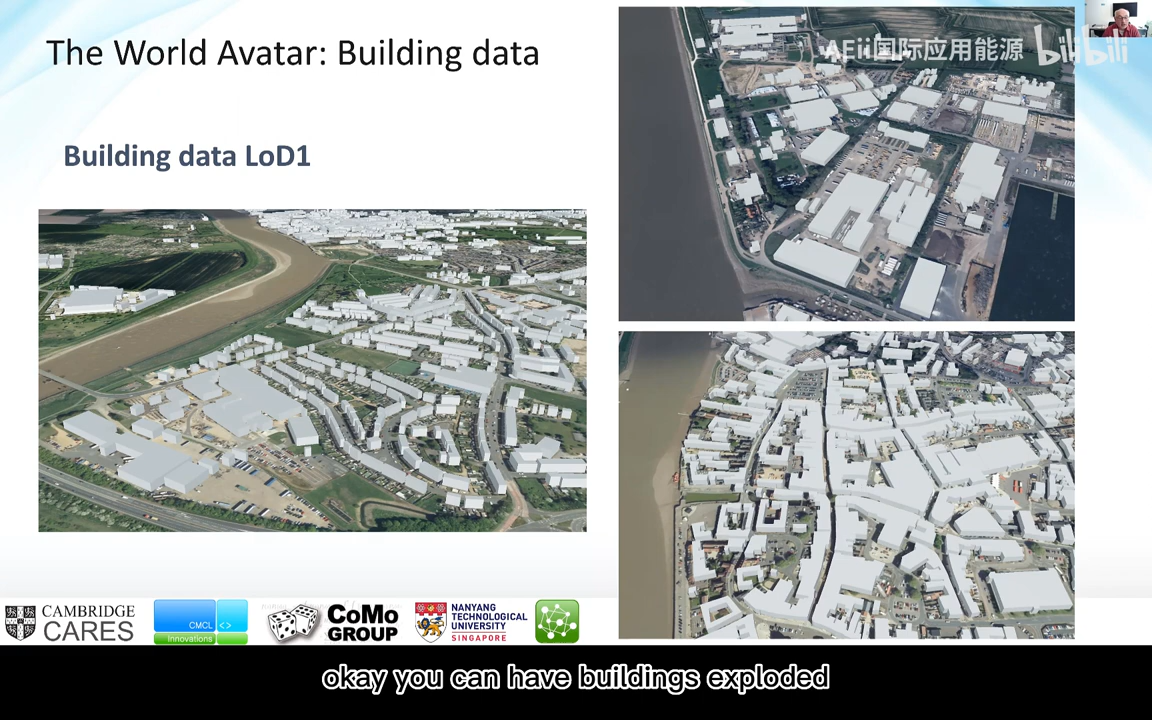 The World Avatar: Building data
AEii国际应用能源 bilibili
Building data LoD1
CAMBRIDGE
CARES
CMCL <>
Innovations
CoMo
GROUP
NANYANG
TECHNOLOGICAL
UNIVERSITY
SINGAPORE
okay you can have buildings exploded